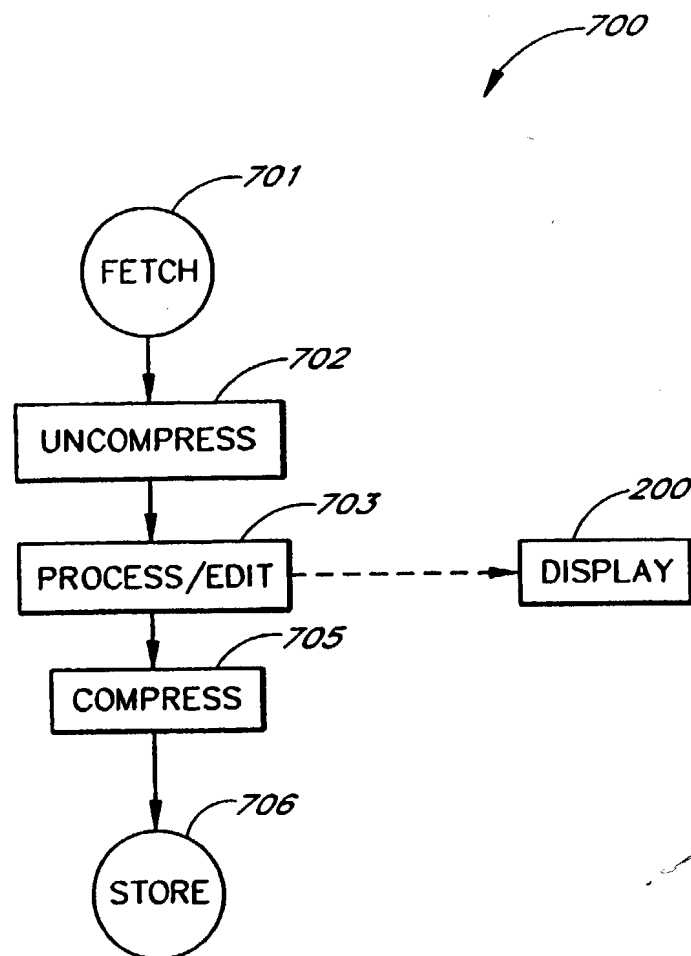 700
701
FETCH
702
UNCOMPRESS
703
PROCESS/EDIT
200
DISPLAY
705
COMPRESS
706
STORE